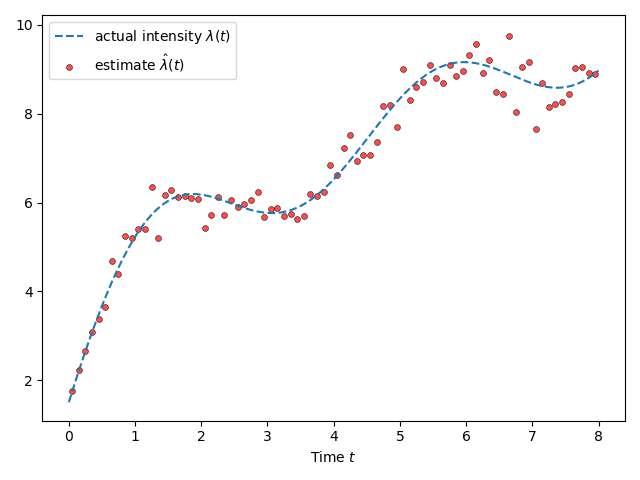 actual intensity λ(t)
estimate λ̂(t)
10
8
6
4
2
0 1 2 3 4 5 6 7 8
Time t